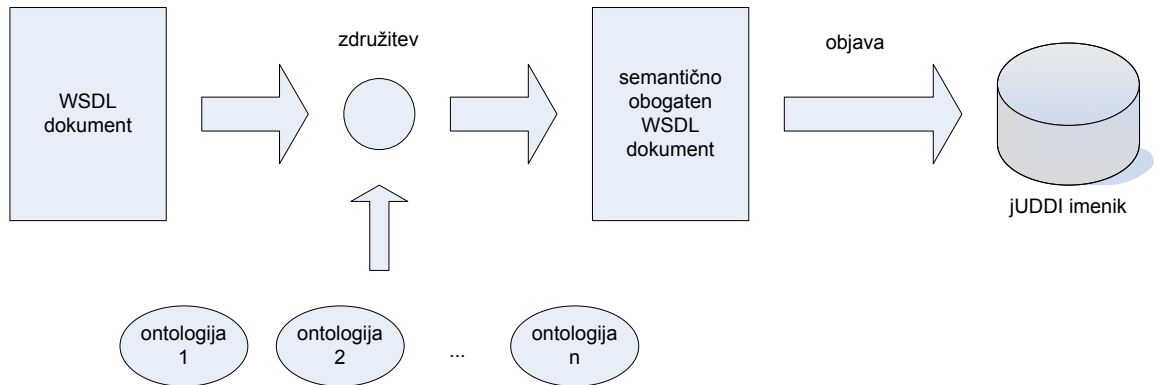 WSDL
dokument
združitev
semantično
obogaten
WSDL
dokument
objava
jUDDI imenik
ontologija
1
ontologija
2
...
ontologija
n